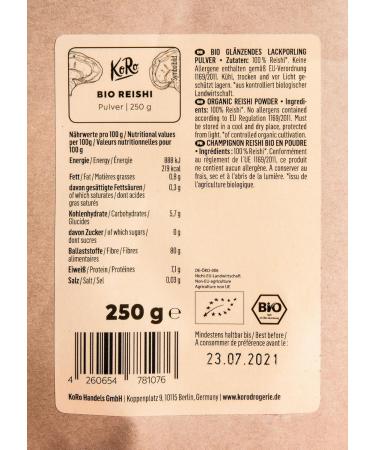 KoRo
Symbolbild
BIO REISHI
Pulver | 250 g
Nährwerte pro 100g / Nutritional values
per 100g / Valeurs nutritionnelles pour
100 g
Energie / Energy / Énergie 888 kJ
219 kcal
Fett / Fat / Matières grasses 0,8 g
davon gesättigte Fettsäuren / 0,3 g
of which saturates / dont acides
gras saturés
Kohlenhydrate / Carbohydrates / 5,7 g
Glucides
davon Zucker / of which sugars / 0 g
dont sucres
Ballaststoffe / Fibre / Fibres 80 g
alimentaires
Eiweiß / Protein / Protéines 7,1 g
Salz / Salt / Sel 0,03 g
250 g e
4 260654 781076
BIO GLÄNZENDES LACKPORLING
PULVER • Zutaten: 100 % Reishi*. Keine
Allergene enthalten gemäß EU-Verordnung
1169/2011. Kühl, trocken und vor Licht ge-
schützt lagern. *aus kontrolliert biologischer
Landwirtschaft.
ORGANIC REISHI POWDER • Ingredi-
ents: 100% Reishi*. No allergens contained
according to EU Regulation 1169/2011. Must
be stored in a cool and dry place, protected
from light. *of controlled organic cultivation.
CHAMPIGNON REISHI BIO EN POUDRE
• Ingrédients : 100 % Reishi*. Conformément
au règlement de l'UE 1169/2011, ce produit
ne contient aucune allergène. À conserver au
frais, sec et à l'abris de la lumière. *issu de
l'agriculture biologique.
DE-ÖKO-006
Nicht-EU-Landwirtschaft
Non-EU-agriculture
Agriculture non UE
Bio
Mindestens haltbar bis / Best before /
A consommer de préférence avant le :
23.07.2021
KoRo Handels GmbH | Koppenplatz 9, 10115 Berlin, Germany | www.korodrogerie.de